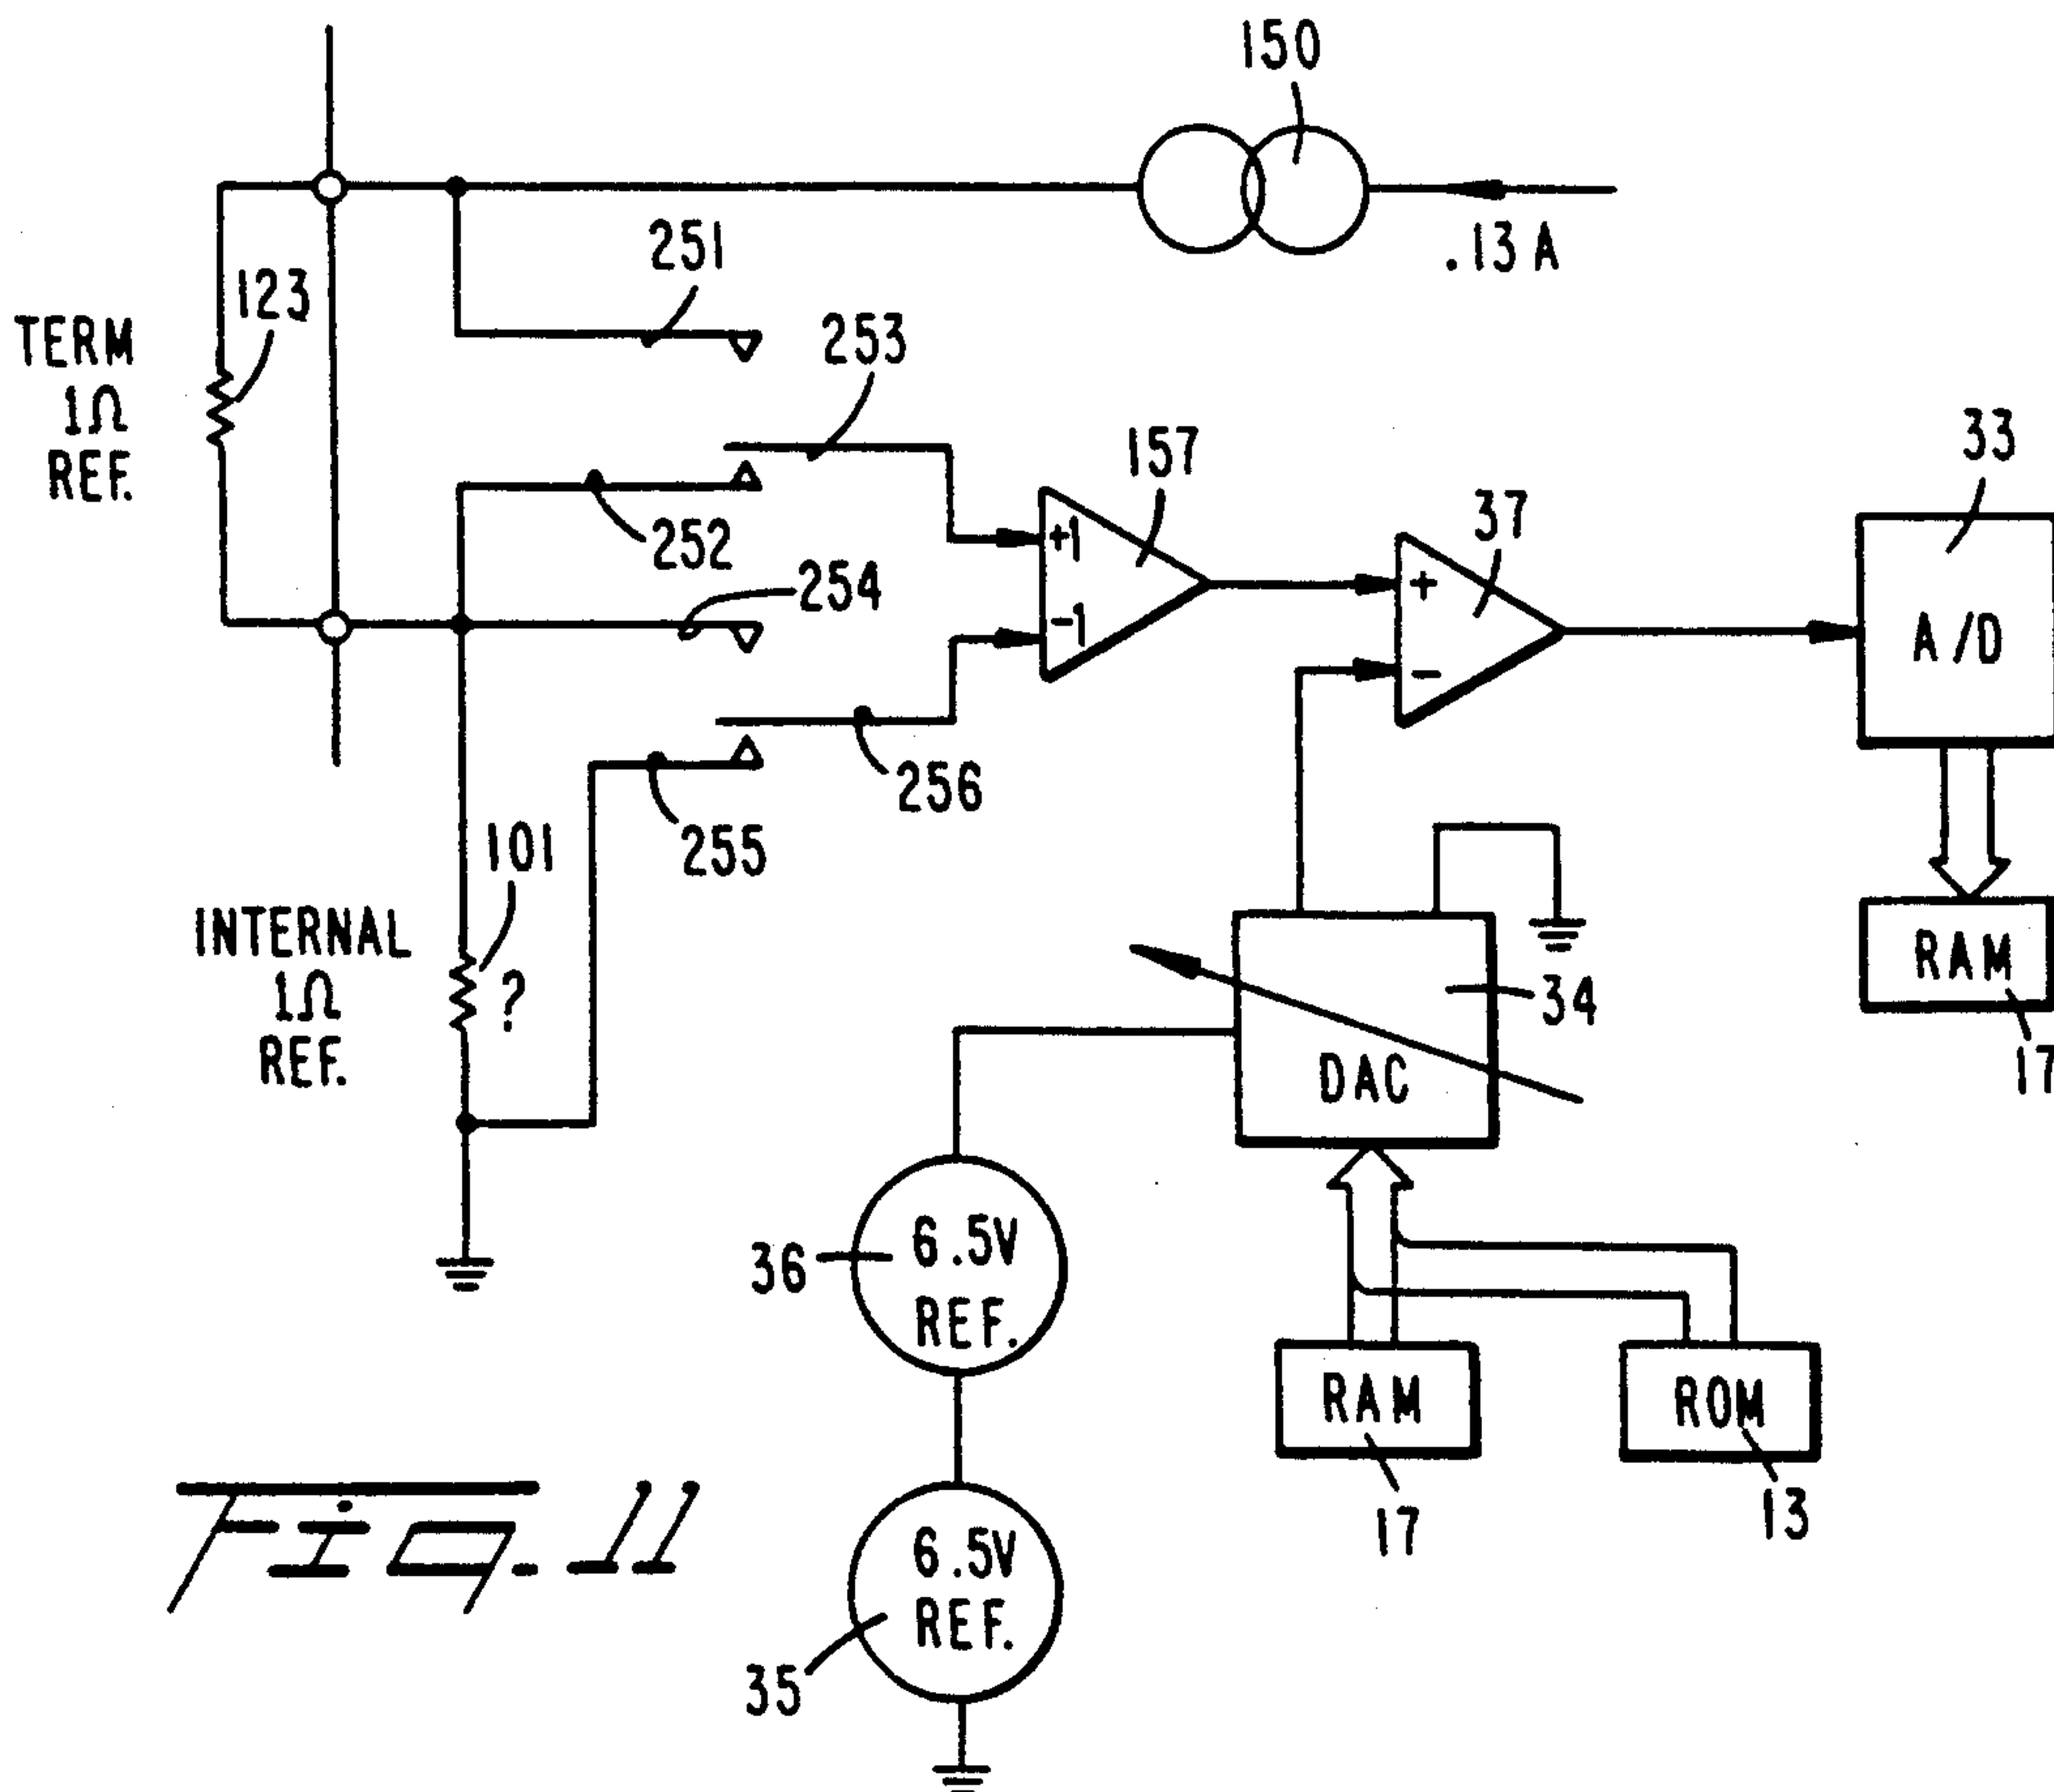 150
.13 A
251
123
TERM
1Ω
REF.
253
157
33
37
252
+1
-1
+
-
254
A/D
256
255
101
INTERNAL
1Ω
REF.
?
34
DAC
RAM
17
36
6.5V
REF.
RAM
ROM
17
13
6.5V
REF.
35
Fig. 11